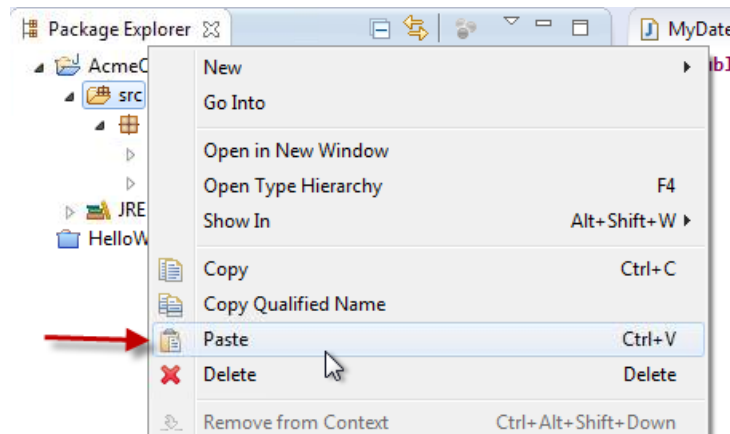 Package Explorer
MyDate
AcmeC
New
ubl
src
Go Into
Open in New Window
Open Type Hierarchy F4
JRE
Show In Alt+Shift+W
HelloW
Copy Ctrl+C
Copy Qualified Name
Paste Ctrl+V
Delete Delete
Remove from Context Ctrl+Alt+Shift+Down